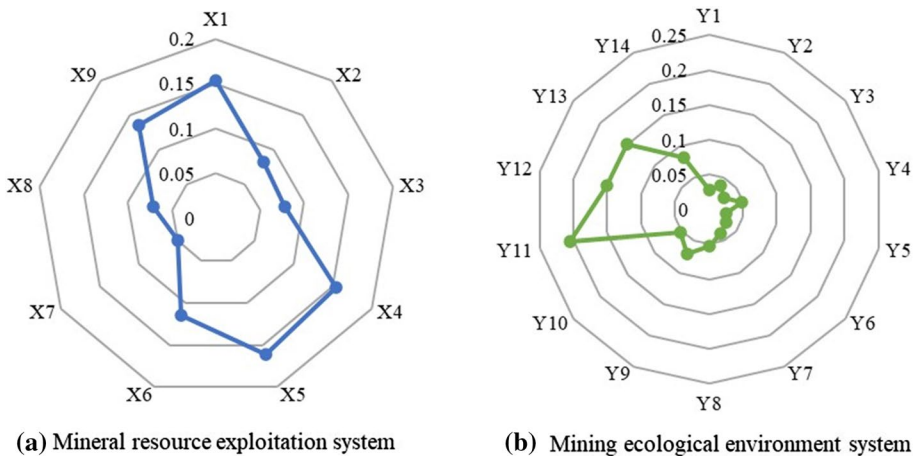 X1
0.2
X9
X2
0.15
0.1
X8
0.05
X3
0
X7
X4
X6
X5
(a) Mineral resource exploitation system
Y1
0.25
Y14
Y2
0.2
Y13
Y3
0.15
0.1
Y12
Y4
0.05
0
Y11
Y5
Y10
Y6
Y9
Y7
Y8
(b) Mining ecological environment system